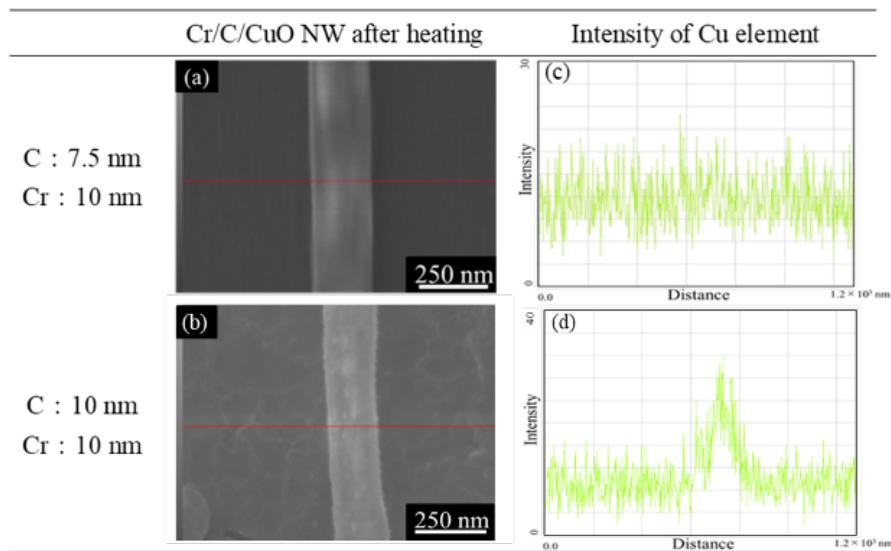 Cr/C/CuO NW after heating
Intensity of Cu element
C : 7.5 nm
Cr : 10 nm
(a)
250 nm
(c)
30
Intensity
0
0.0
Distance
1.2 × 10³ nm
C : 10 nm
Cr : 10 nm
(b)
250 nm
(d)
40
Intensity
0
0.0
Distance
1.2 × 10³ nm